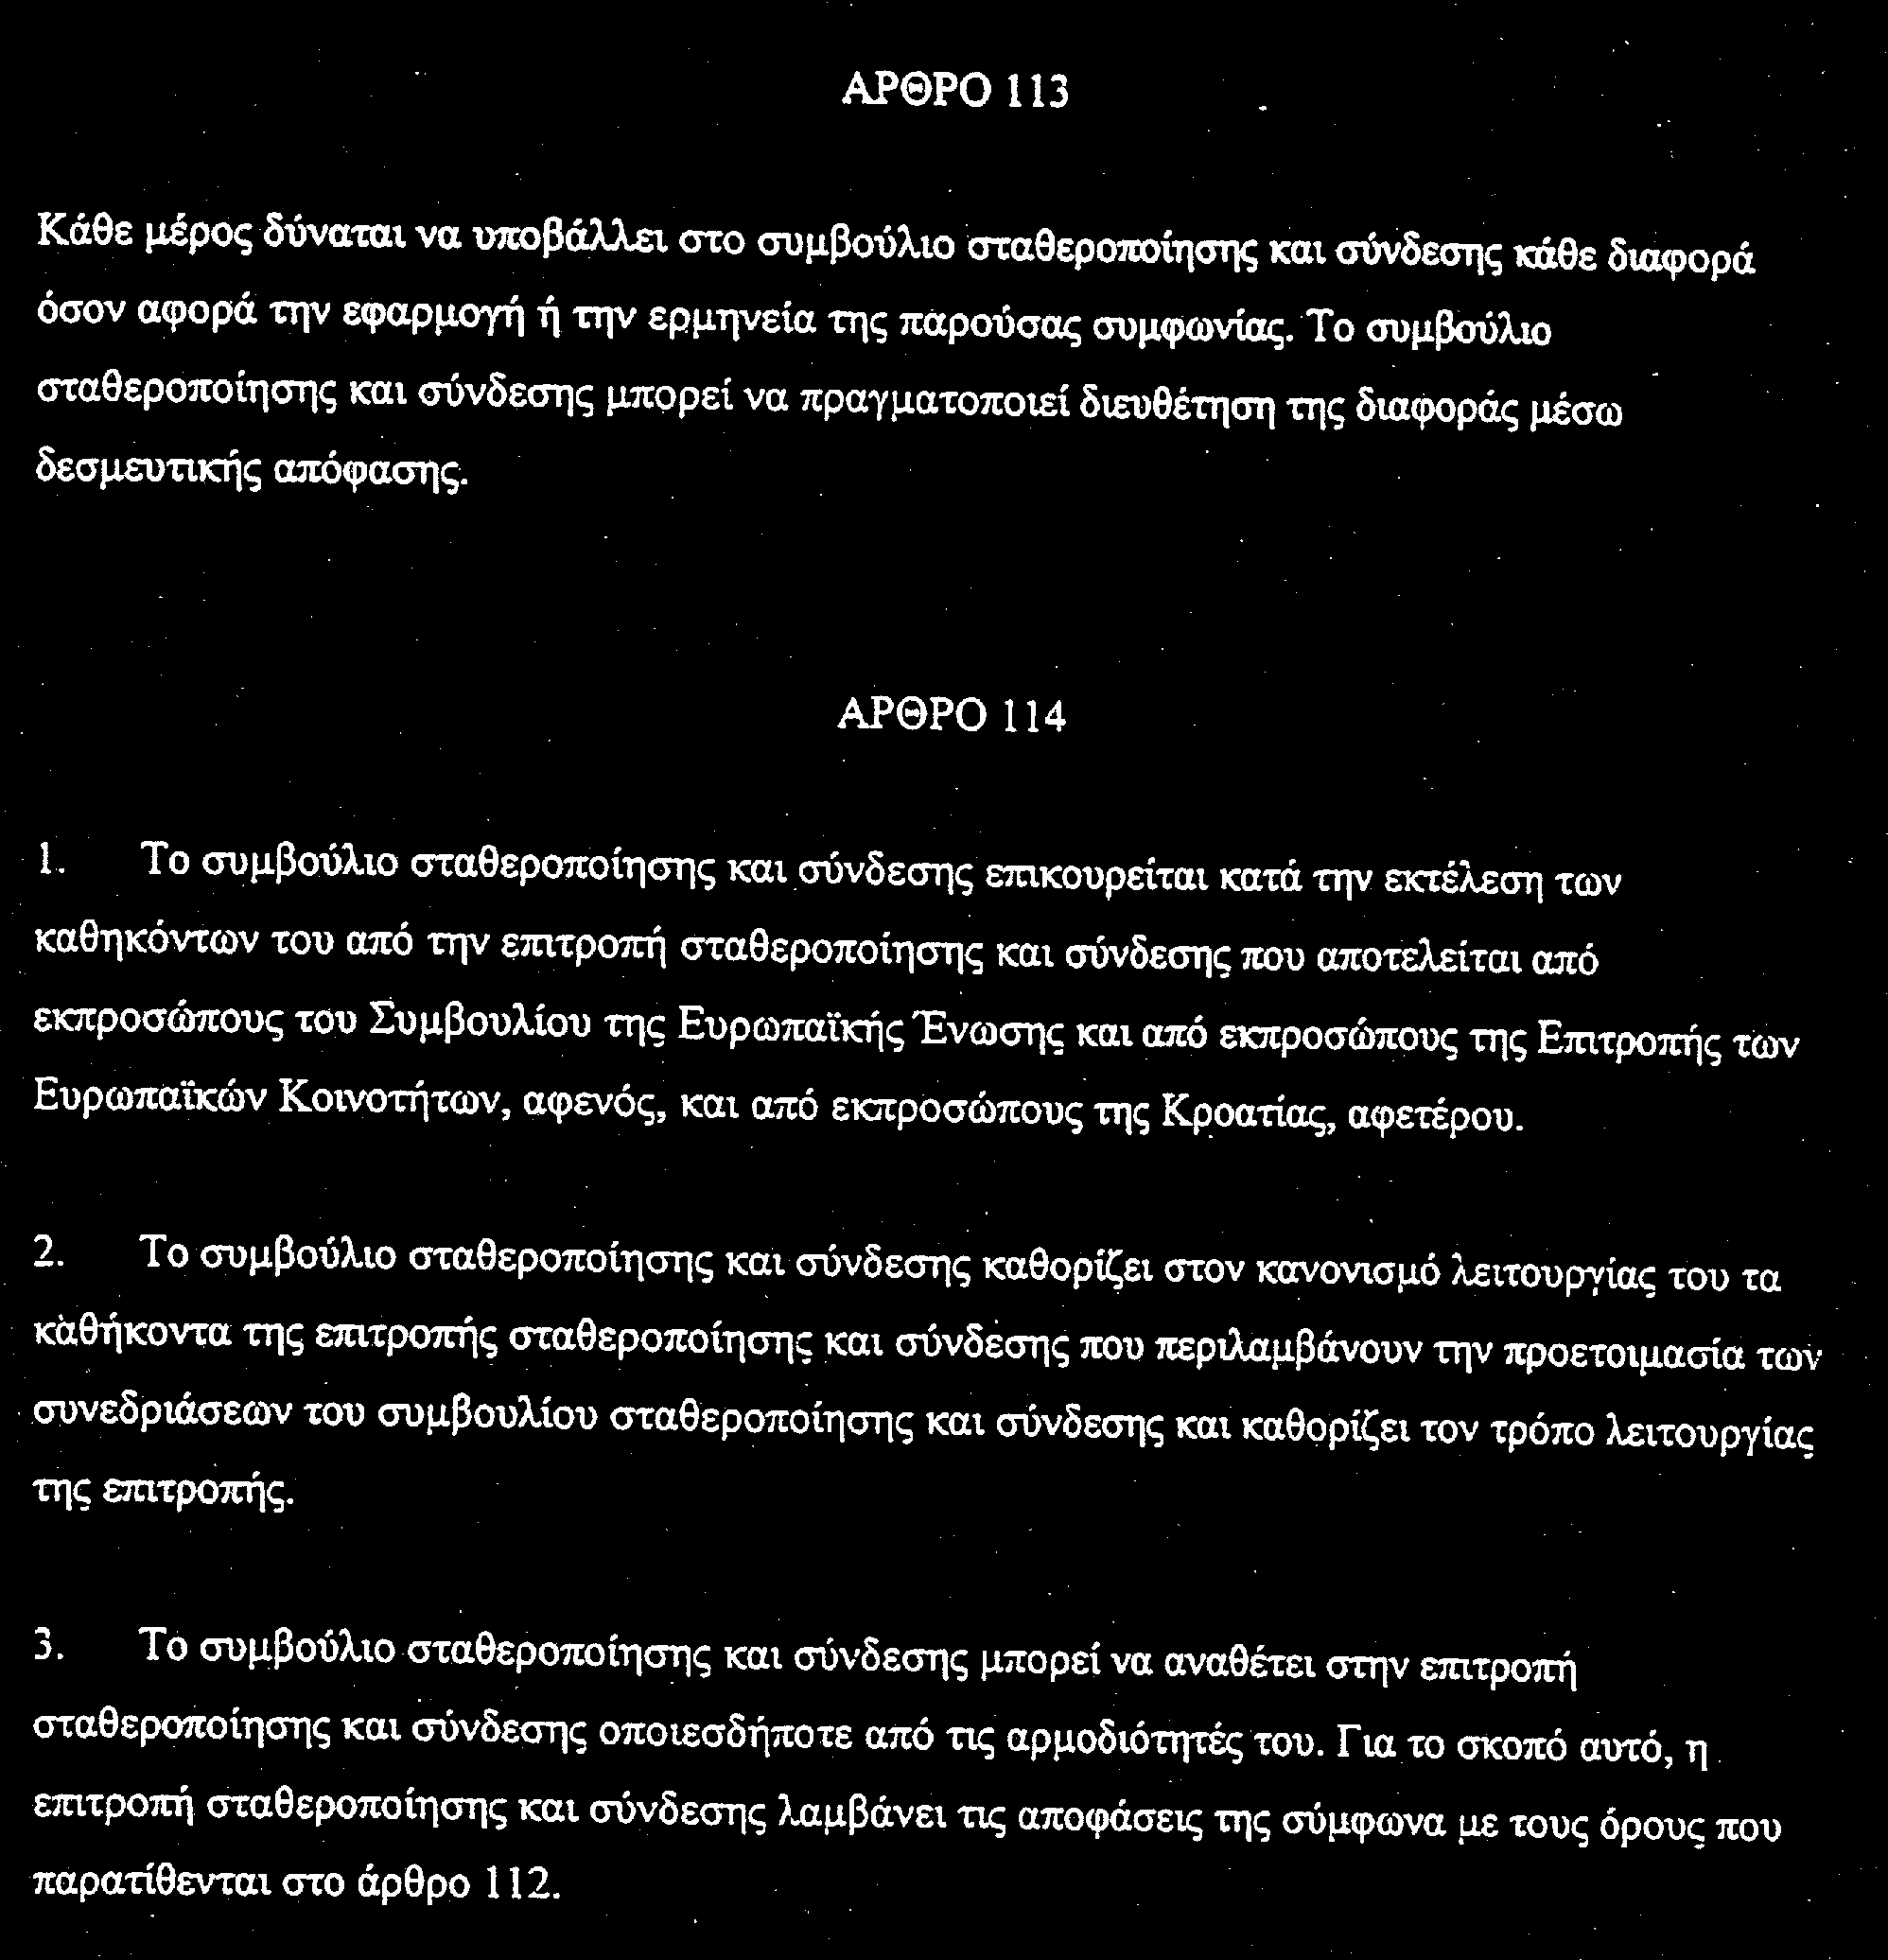 ΑΡΘΡΟ 113
Κάθε μέρος δύναται να υποβάλλει στο συμβούλιο σταθεροποίησης και σύνδεσης κάθε διαφορά
όσον αφορά την εφαρμογή ή την ερμηνεία της παρούσας συμφωνίας. Το συμβούλιο
σταθεροποίησης και σύνδεσης μπορεί να πραγματοποιεί διευθέτηση της διαφοράς μέσω
δεσμευτικής απόφασης.
ΑΡΘΡΟ 114
1. Το συμβούλιο σταθεροποίησης και σύνδεσης επικουρείται κατά την εκτέλεση των
καθηκόντων του από την επιτροπή σταθεροποίησης και σύνδεσης που αποτελείται από
εκπροσώπους του Συμβουλίου της Ευρωπαϊκής Ένωσης και από εκπροσώπους της Επιτροπής των
Ευρωπαϊκών Κοινοτήτων, αφενός, και από εκπροσώπους της Κροατίας, αφετέρου.
2. Το συμβούλιο σταθεροποίησης και σύνδεσης καθορίζει στον κανονισμό λειτουργίας του τα
καθήκοντα της επιτροπής σταθεροποίησης και σύνδεσης που περιλαμβάνουν την προετοιμασία των
συνεδριάσεων του συμβουλίου σταθεροποίησης και σύνδεσης και καθορίζει τον τρόπο λειτουργίας
της επιτροπής.
3. Το συμβούλιο σταθεροποίησης και σύνδεσης μπορεί να αναθέτει στην επιτροπή
σταθεροποίησης και σύνδεσης οποιεσδήποτε από τις αρμοδιότητές του. Για το σκοπό αυτό, η
επιτροπή σταθεροποίησης και σύνδεσης λαμβάνει τις αποφάσεις της σύμφωνα με τους όρους που
παρατίθενται στο άρθρο 112.